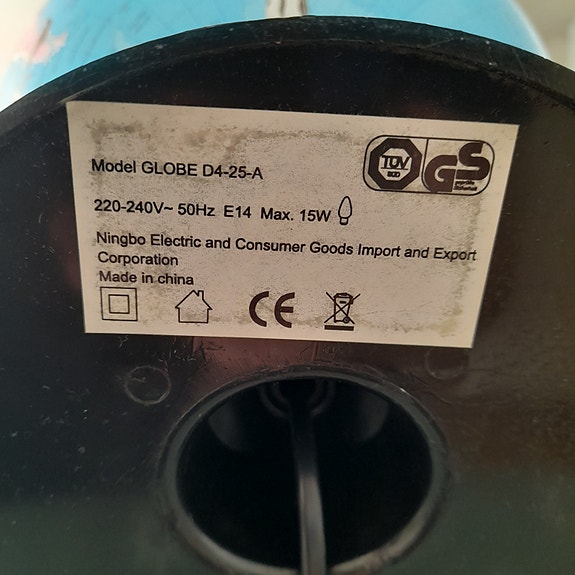 Model GLOBE D4-25-A
TÜV
SÜD
GS
220-240V~ 50Hz E14 Max. 15W
Ningbo Electric and Consumer Goods Import and Export
Corporation
Made in china
CE